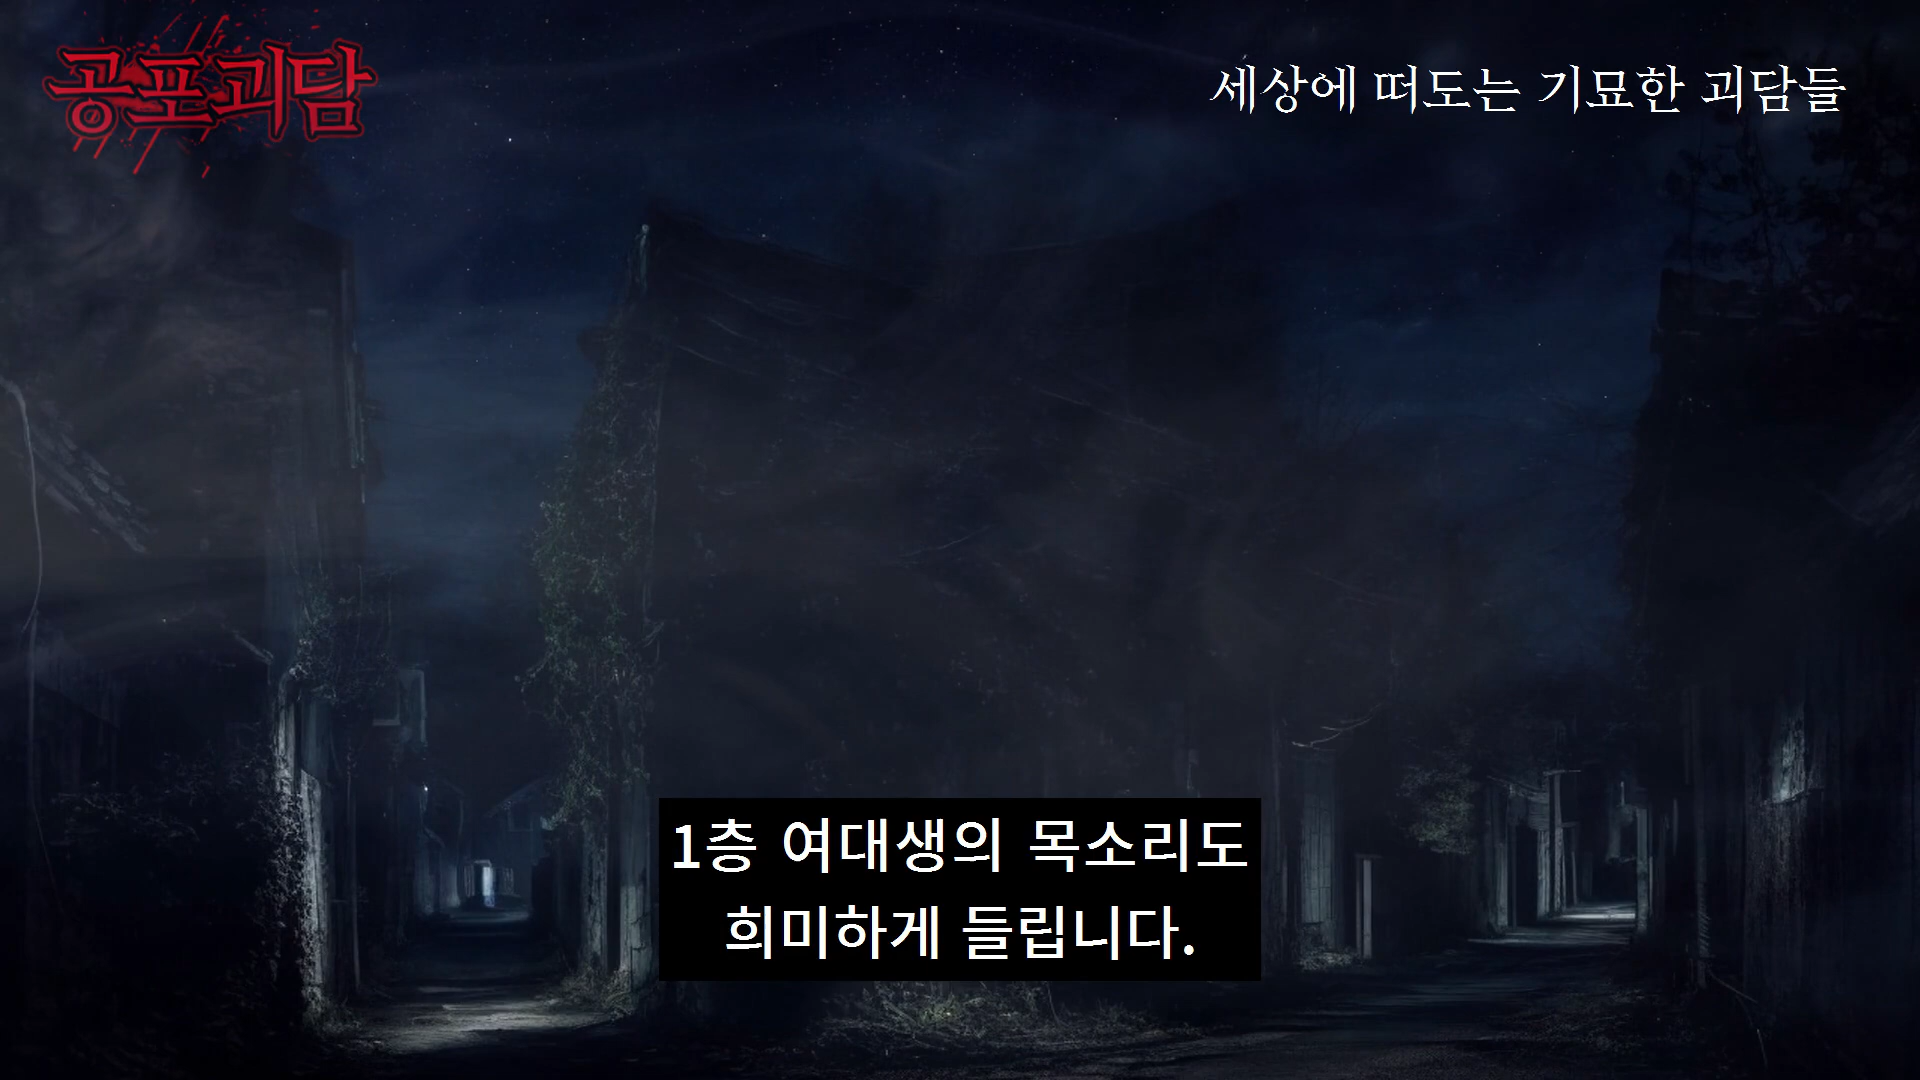 공포괴담
세상에 떠도는 기묘한 괴담들
1층 여대생의 목소리도
희미하게 들립니다.